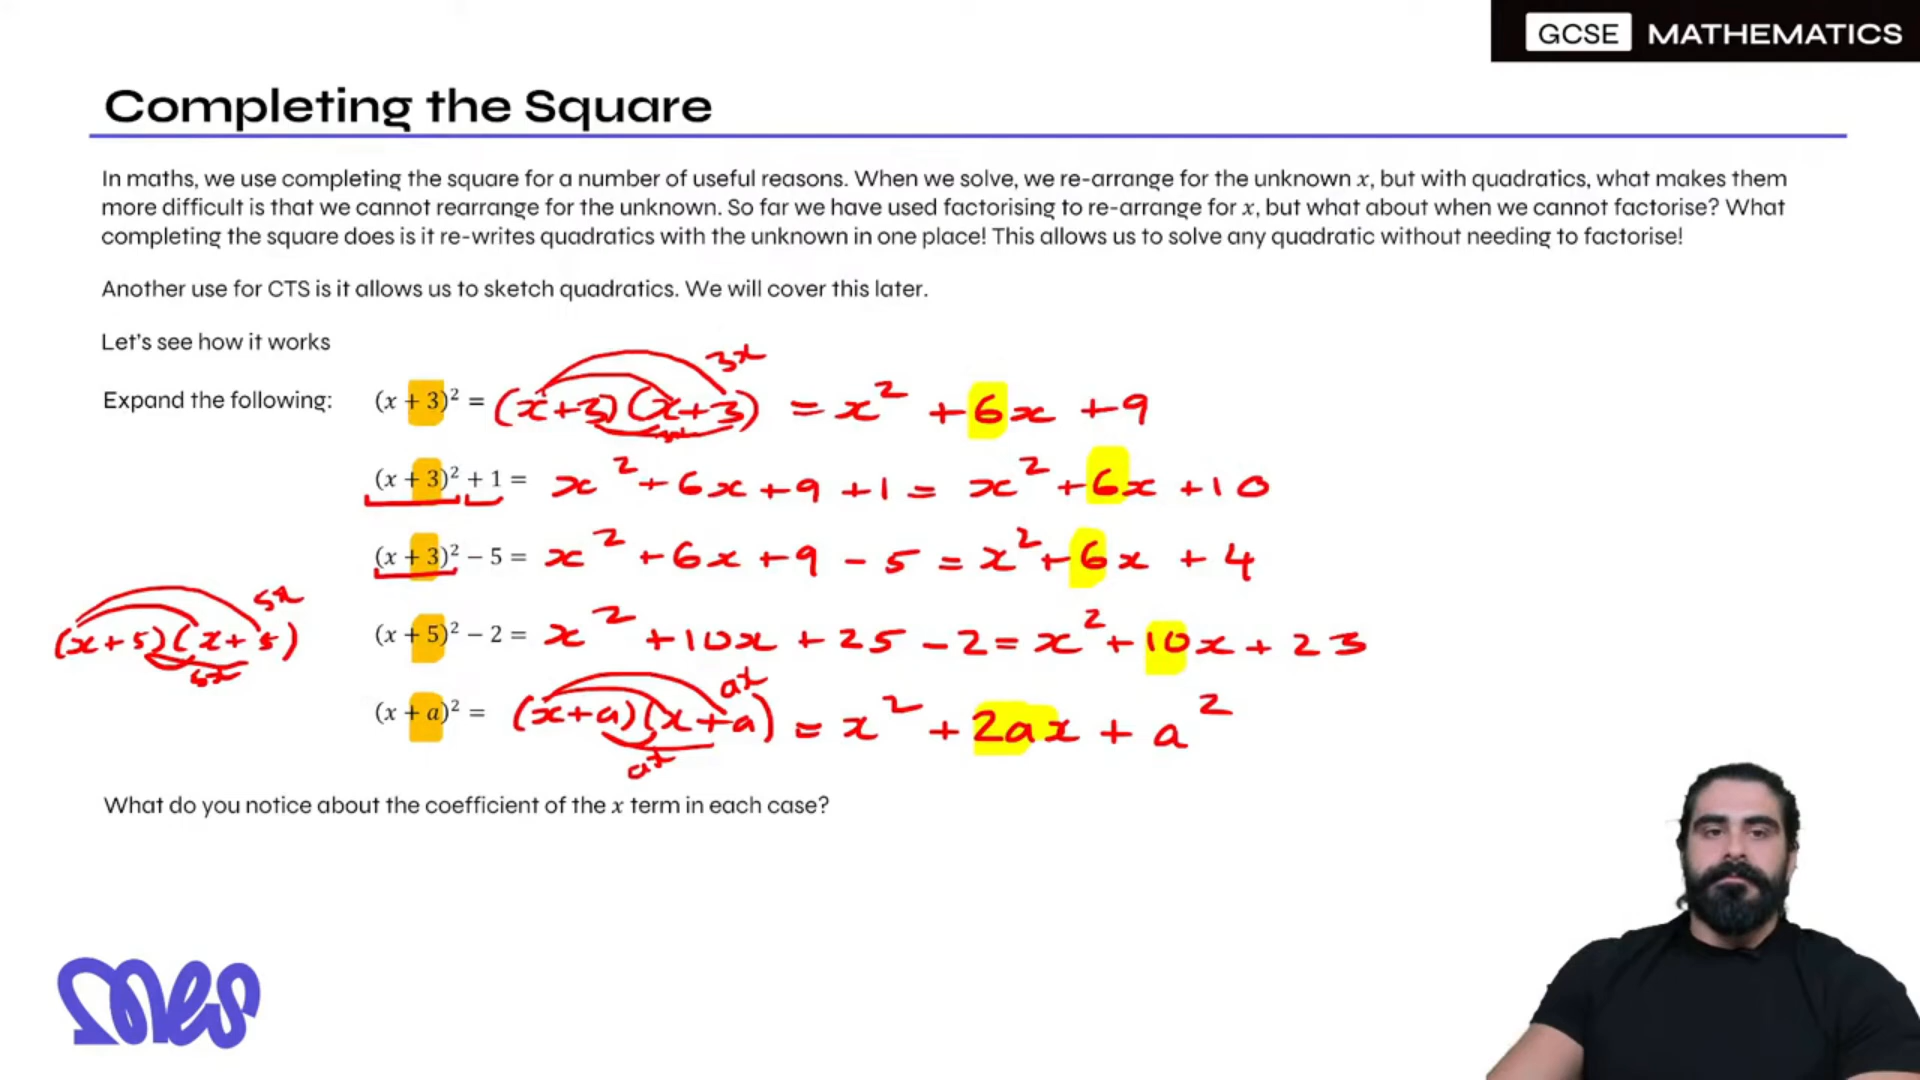 GCSE MATHEMATICS
Completing the Square
In maths, we use completing the square for a number of useful reasons. When we solve, we re-arrange for the unknown x, but with quadratics, what makes them
more difficult is that we cannot rearrange for the unknown. So far we have used factorising to re-arrange for x, but what about when we cannot factorise? What
completing the square does is it re-writes quadratics with the unknown in one place! This allows us to solve any quadratic without needing to factorise!
Another use for CTS is it allows us to sketch quadratics. We will cover this later.
Let's see how it works
3x
Expand the following: (x + 3)² = (x+3)(x+3) = x² + 6x + 9
(x + 3)² + 1 = x² + 6x + 9 + 1 = x² + 6x + 10
(x + 3)² − 5 = x² + 6x + 9 − 5 = x² + 6x + 4
5x
(x+5)(x+5) (x + 5)² − 2 = x² + 10x + 25 − 2 = x² + 10x + 23
5x
ax
(x + a)² = (x+a)(x+a) = x² + 2ax + a²
ax
What do you notice about the coefficient of the x term in each case?